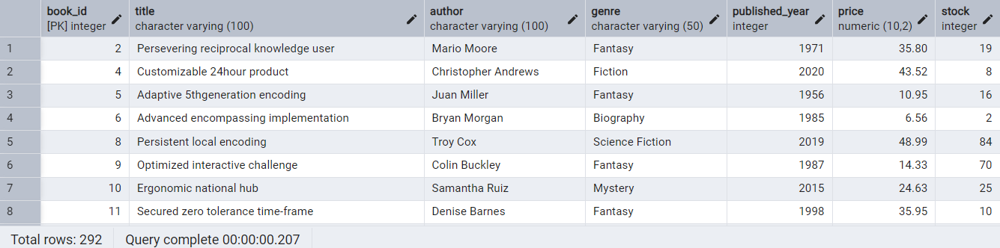 book_id title author genre published_year price stock
[PK] integer character varying (100) character varying (100) character varying (50) integer numeric (10,2) integer
1 2 Persevering reciprocal knowledge user Mario Moore Fantasy 1971 35.80 19
2 4 Customizable 24hour product Christopher Andrews Fiction 2020 43.52 8
3 5 Adaptive 5thgeneration encoding Juan Miller Fantasy 1956 10.95 16
4 6 Advanced encompassing implementation Bryan Morgan Biography 1985 6.56 2
5 8 Persistent local encoding Troy Cox Science Fiction 2019 48.99 84
6 9 Optimized interactive challenge Colin Buckley Fantasy 1987 14.33 70
7 10 Ergonomic national hub Samantha Ruiz Mystery 2015 24.63 25
8 11 Secured zero tolerance time-frame Denise Barnes Fantasy 1998 35.95 10
Total rows: 292 Query complete 00:00:00.207